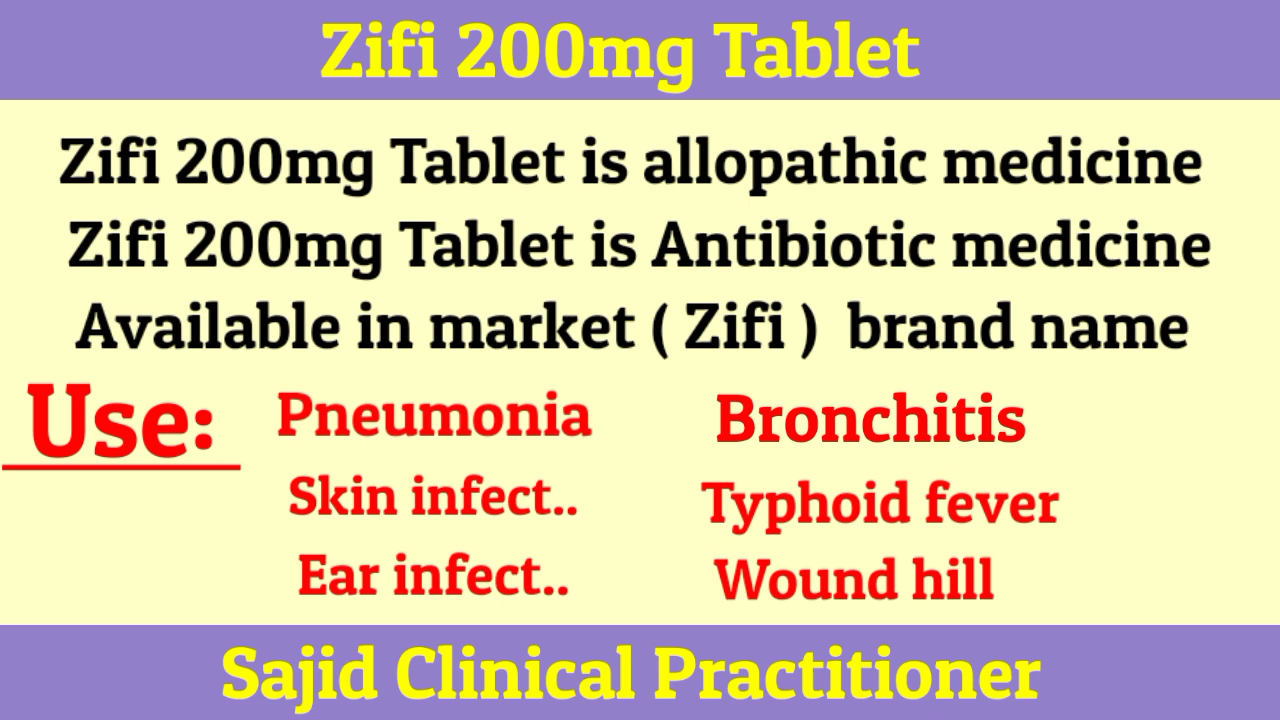 Zifi 200mg Tablet
Zifi 200mg Tablet is allopathic medicine
Zifi 200mg Tablet is Antibiotic medicine
Available in market ( Zifi ) brand name
Use: Pneumonia Bronchitis
Skin infect.. Typhoid fever
Ear infect.. Wound hill
Sajid Clinical Practitioner